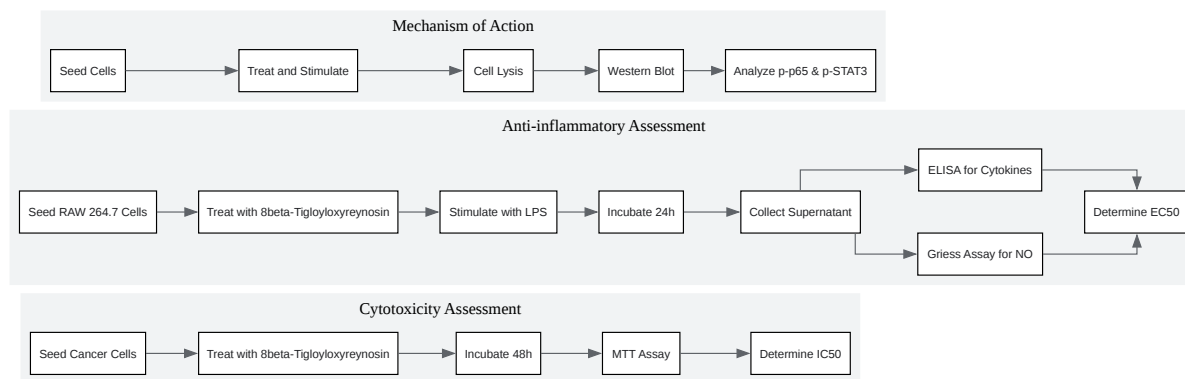 Mechanism of Action
Seed Cells
Treat and Stimulate
Cell Lysis
Western Blot
Analyze p-p65 & p-STAT3
Anti-inflammatory Assessment
Seed RAW 264.7 Cells
Treat with 8beta-Tigloyloxyreynosin
Stimulate with LPS
Incubate 24h
Collect Supernatant
ELISA for Cytokines
Griess Assay for NO
Determine EC50
Cytotoxicity Assessment
Seed Cancer Cells
Treat with 8beta-Tigloyloxyreynosin
Incubate 48h
MTT Assay
Determine IC50